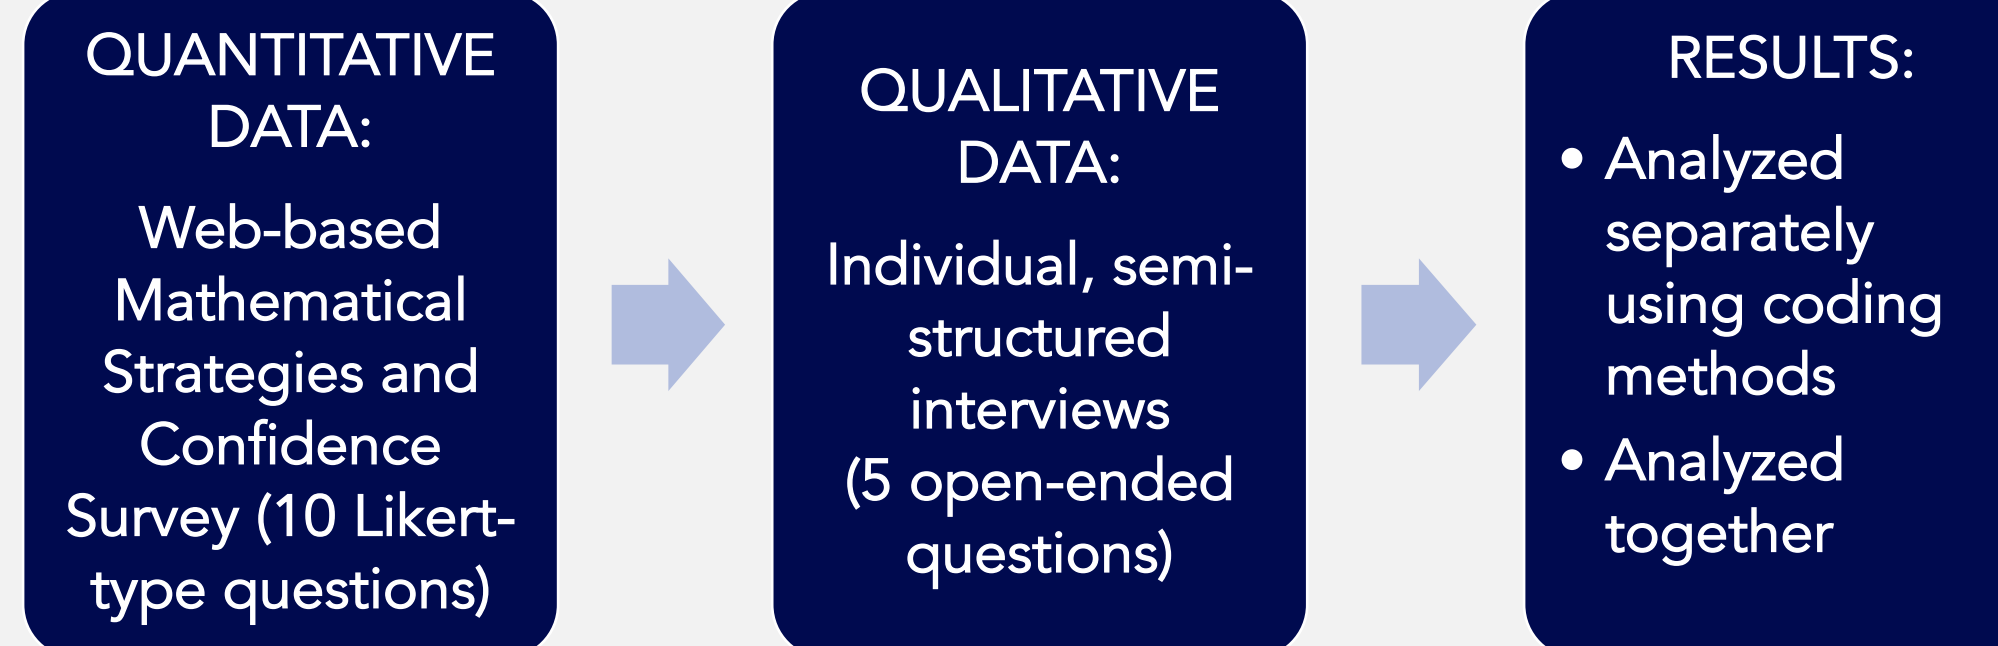 QUANTITATIVE
DATA:
Web-based
Mathematical
Strategies and
Confidence
Survey (10 Likert-
type questions)
QUALITATIVE
DATA:
Individual, semi-
structured
interviews
(5 open-ended
questions)
RESULTS:
• Analyzed
separately
using coding
methods
• Analyzed
together